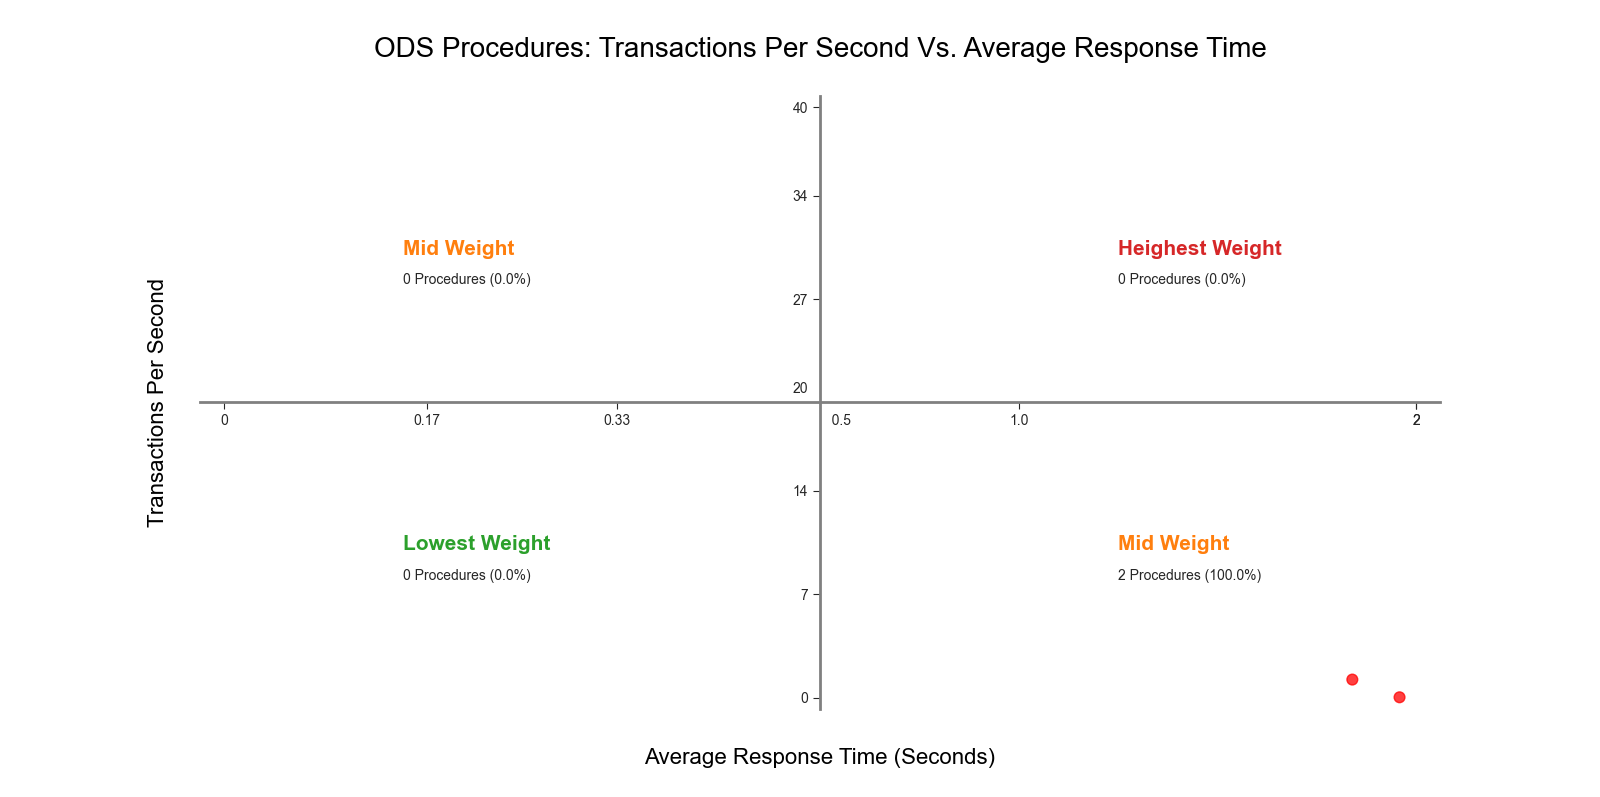 ODS Procedures: Transactions Per Second Vs. Average Response Time
40
34
Mid Weight
0 Procedures (0.0%)
Heighest Weight
0 Procedures (0.0%)
27
Transactions Per Second
20
0
0.17
0.33
0.5
1.0
2
14
Lowest Weight
0 Procedures (0.0%)
Mid Weight
2 Procedures (100.0%)
7
0
Average Response Time (Seconds)